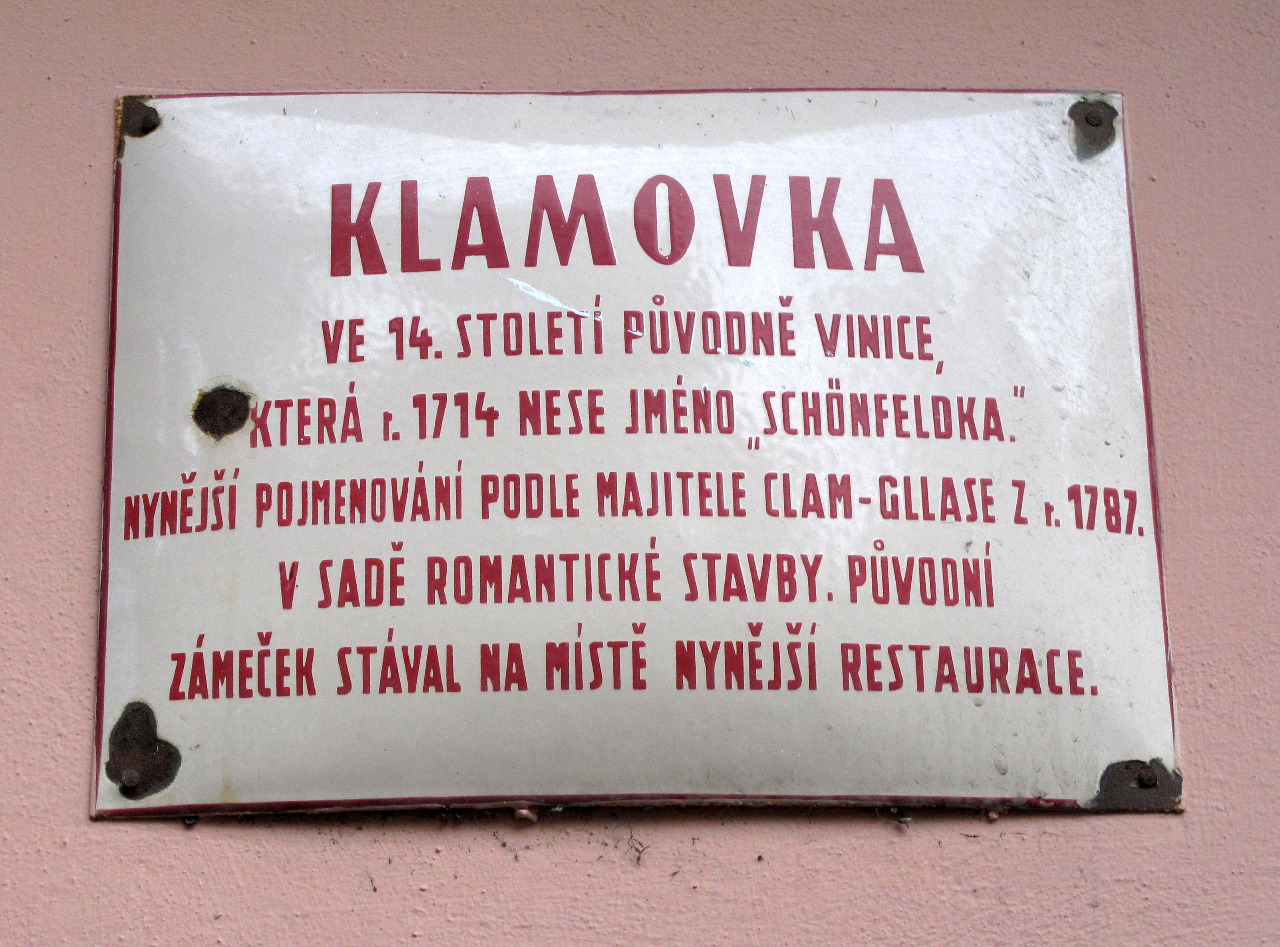 KLAMOVKA
VE 14. STOLETÍ PŮVODNĚ VINICE,
KTERÁ r. 1714 NESE JMÉNO „SCHÖNFELDKA.“
NYNĚJŠÍ POJMENOVÁNÍ PODLE MAJITELE CLAM-GLLASE Z r. 1787.
V SADĚ ROMANTICKÉ STAVBY. PŮVODNÍ
ZÁMEČEK STÁVAL NA MÍSTĚ NYNĚJŠÍ RESTAURACE.